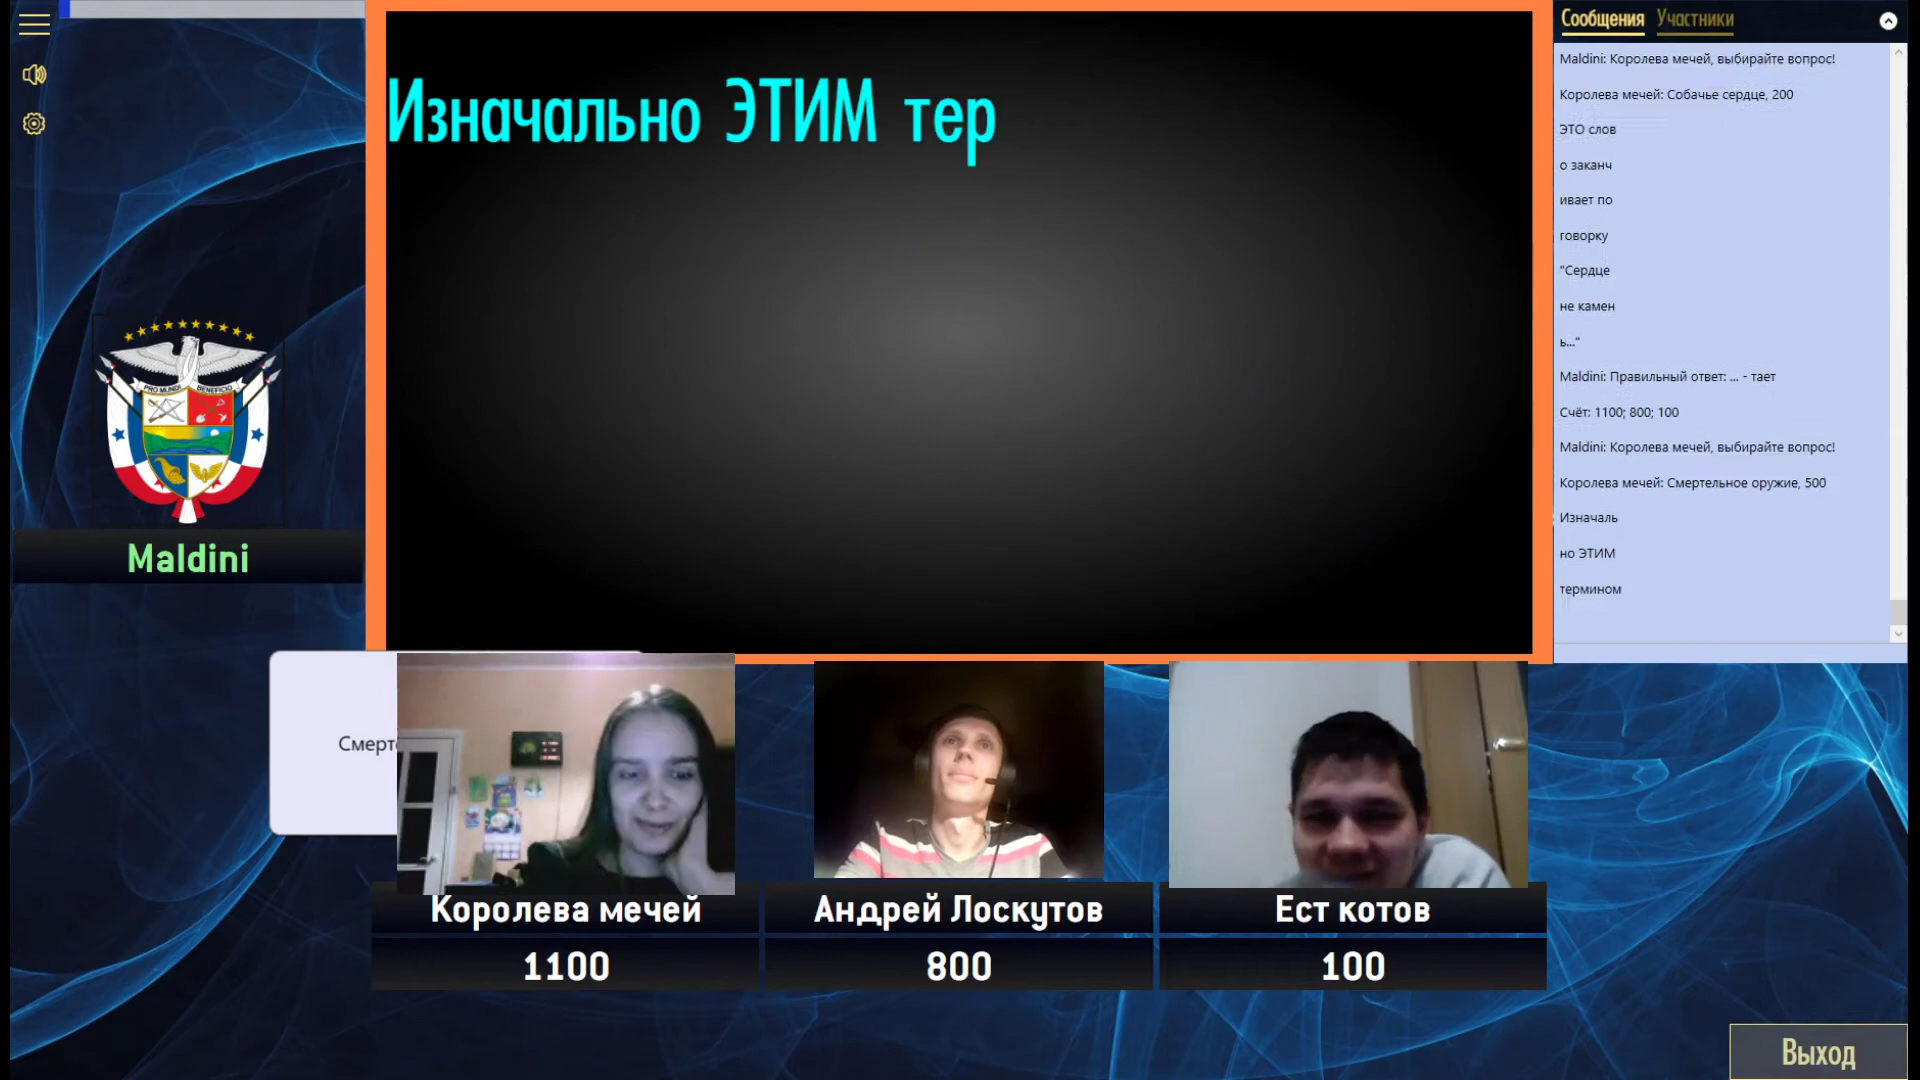 Изначально ЭТИМ тер
Сообщения Участники
Maldini: Королева мечей, выбирайте вопрос!
Королева мечей: Собачье сердце, 200
ЭТО слов
о заканч
ивает по
говорку
"Сердце
не камен
ь..."
Maldini: Правильный ответ: ... - тает
Счёт: 1100; 800; 100
Maldini: Королева мечей, выбирайте вопрос!
Королева мечей: Смертельное оружие, 500
Изначаль
но ЭТИМ
термином
PRO MUNDI BENEFICIO
Maldini
Смерт
Королева мечей
Андрей Лоскутов
Ест котов
1100
800
100
Выход